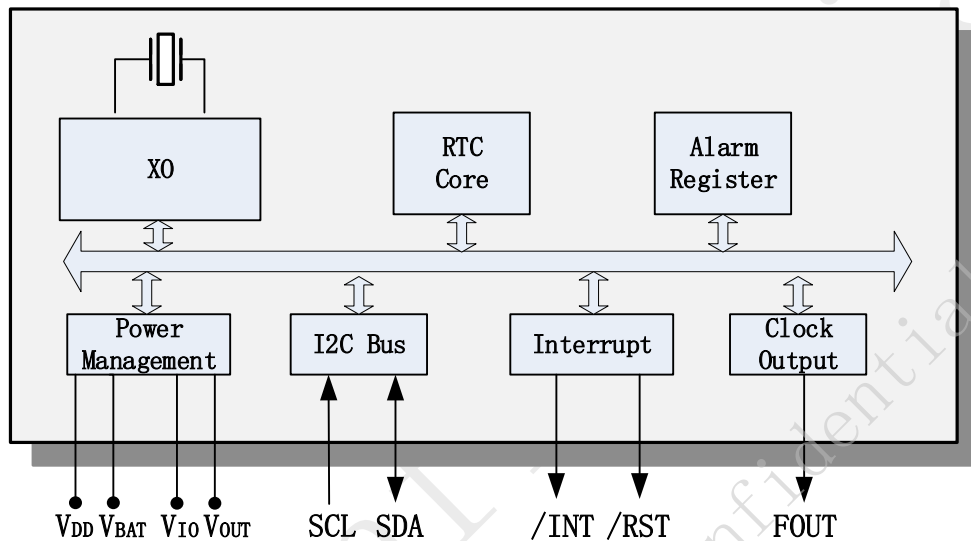 XO
RTC
Core
Alarm
Register
Power
Management
I2C Bus
Interrupt
Clock
Output
VDD VBAT VIO VOUT SCL SDA /INT /RST FOUT